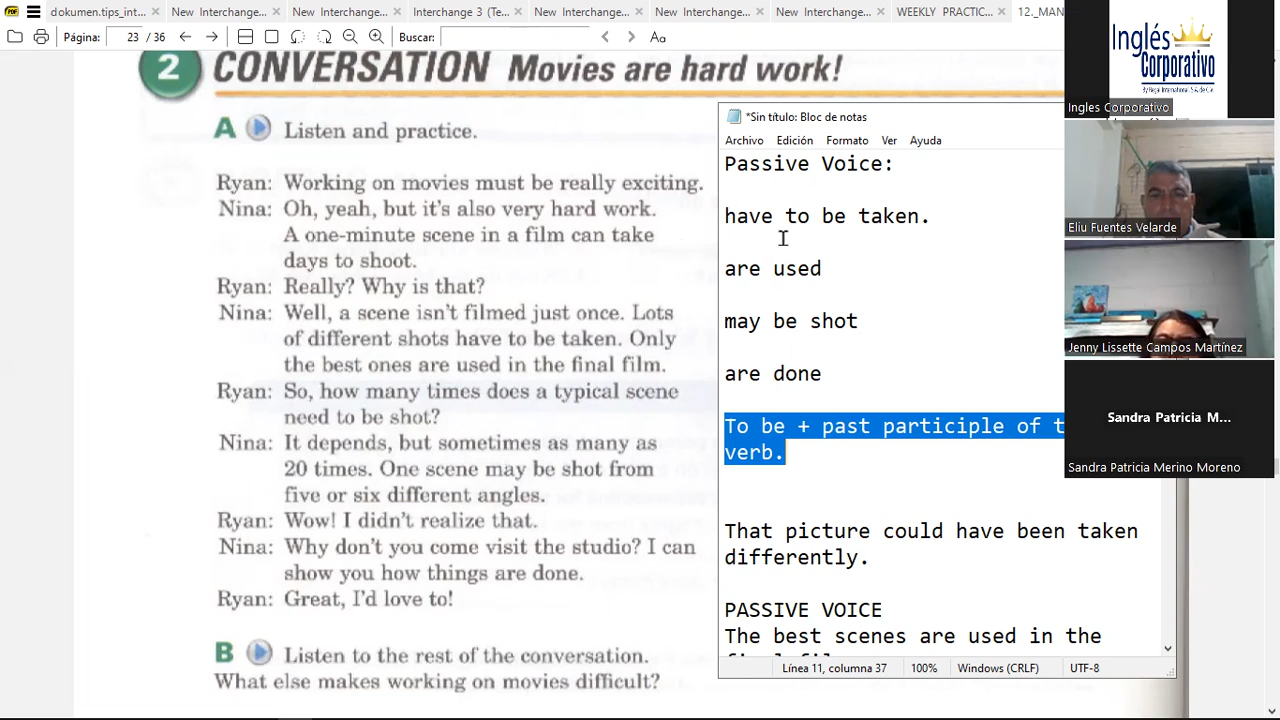 dokumen.tips_int...
New Interchange...
New Interchange...
Interchange 3 (Te...
New Interchange...
New Interchange...
New Interchange...
WEEKLY PRACTIC...
12._MAN
Página:
23 / 36
Buscar:
Aa
2 CONVERSATION Movies are hard work!
A Listen and practice.
Ryan: Working on movies must be really exciting.
Nina: Oh, yeah, but it's also very hard work.
A one-minute scene in a film can take
days to shoot.
Ryan: Really? Why is that?
Nina: Well, a scene isn't filmed just once. Lots
of different shots have to be taken. Only
the best ones are used in the final film.
Ryan: So, how many times does a typical scene
need to be shot?
Nina: It depends, but sometimes as many as
20 times. One scene may be shot from
five or six different angles.
Ryan: Wow! I didn't realize that.
Nina: Why don't you come visit the studio? I can
show you how things are done.
Ryan: Great, I'd love to!
B Listen to the rest of the conversation.
What else makes working on movies difficult?
*Sin título: Bloc de notas
Archivo Edición Formato Ver Ayuda
Passive Voice:
have to be taken.
are used
may be shot
are done
To be + past participle of t
verb.
That picture could have been taken
differently.
PASSIVE VOICE
The best scenes are used in the
Línea 11, columna 37
100%
Windows (CRLF)
UTF-8
Inglés
Corporativo
Ingles Corporativo
Eliu Fuentes Velarde
Jenny Lissette Campos Martínez
Sandra Patricia M...
Sandra Patricia Merino Moreno